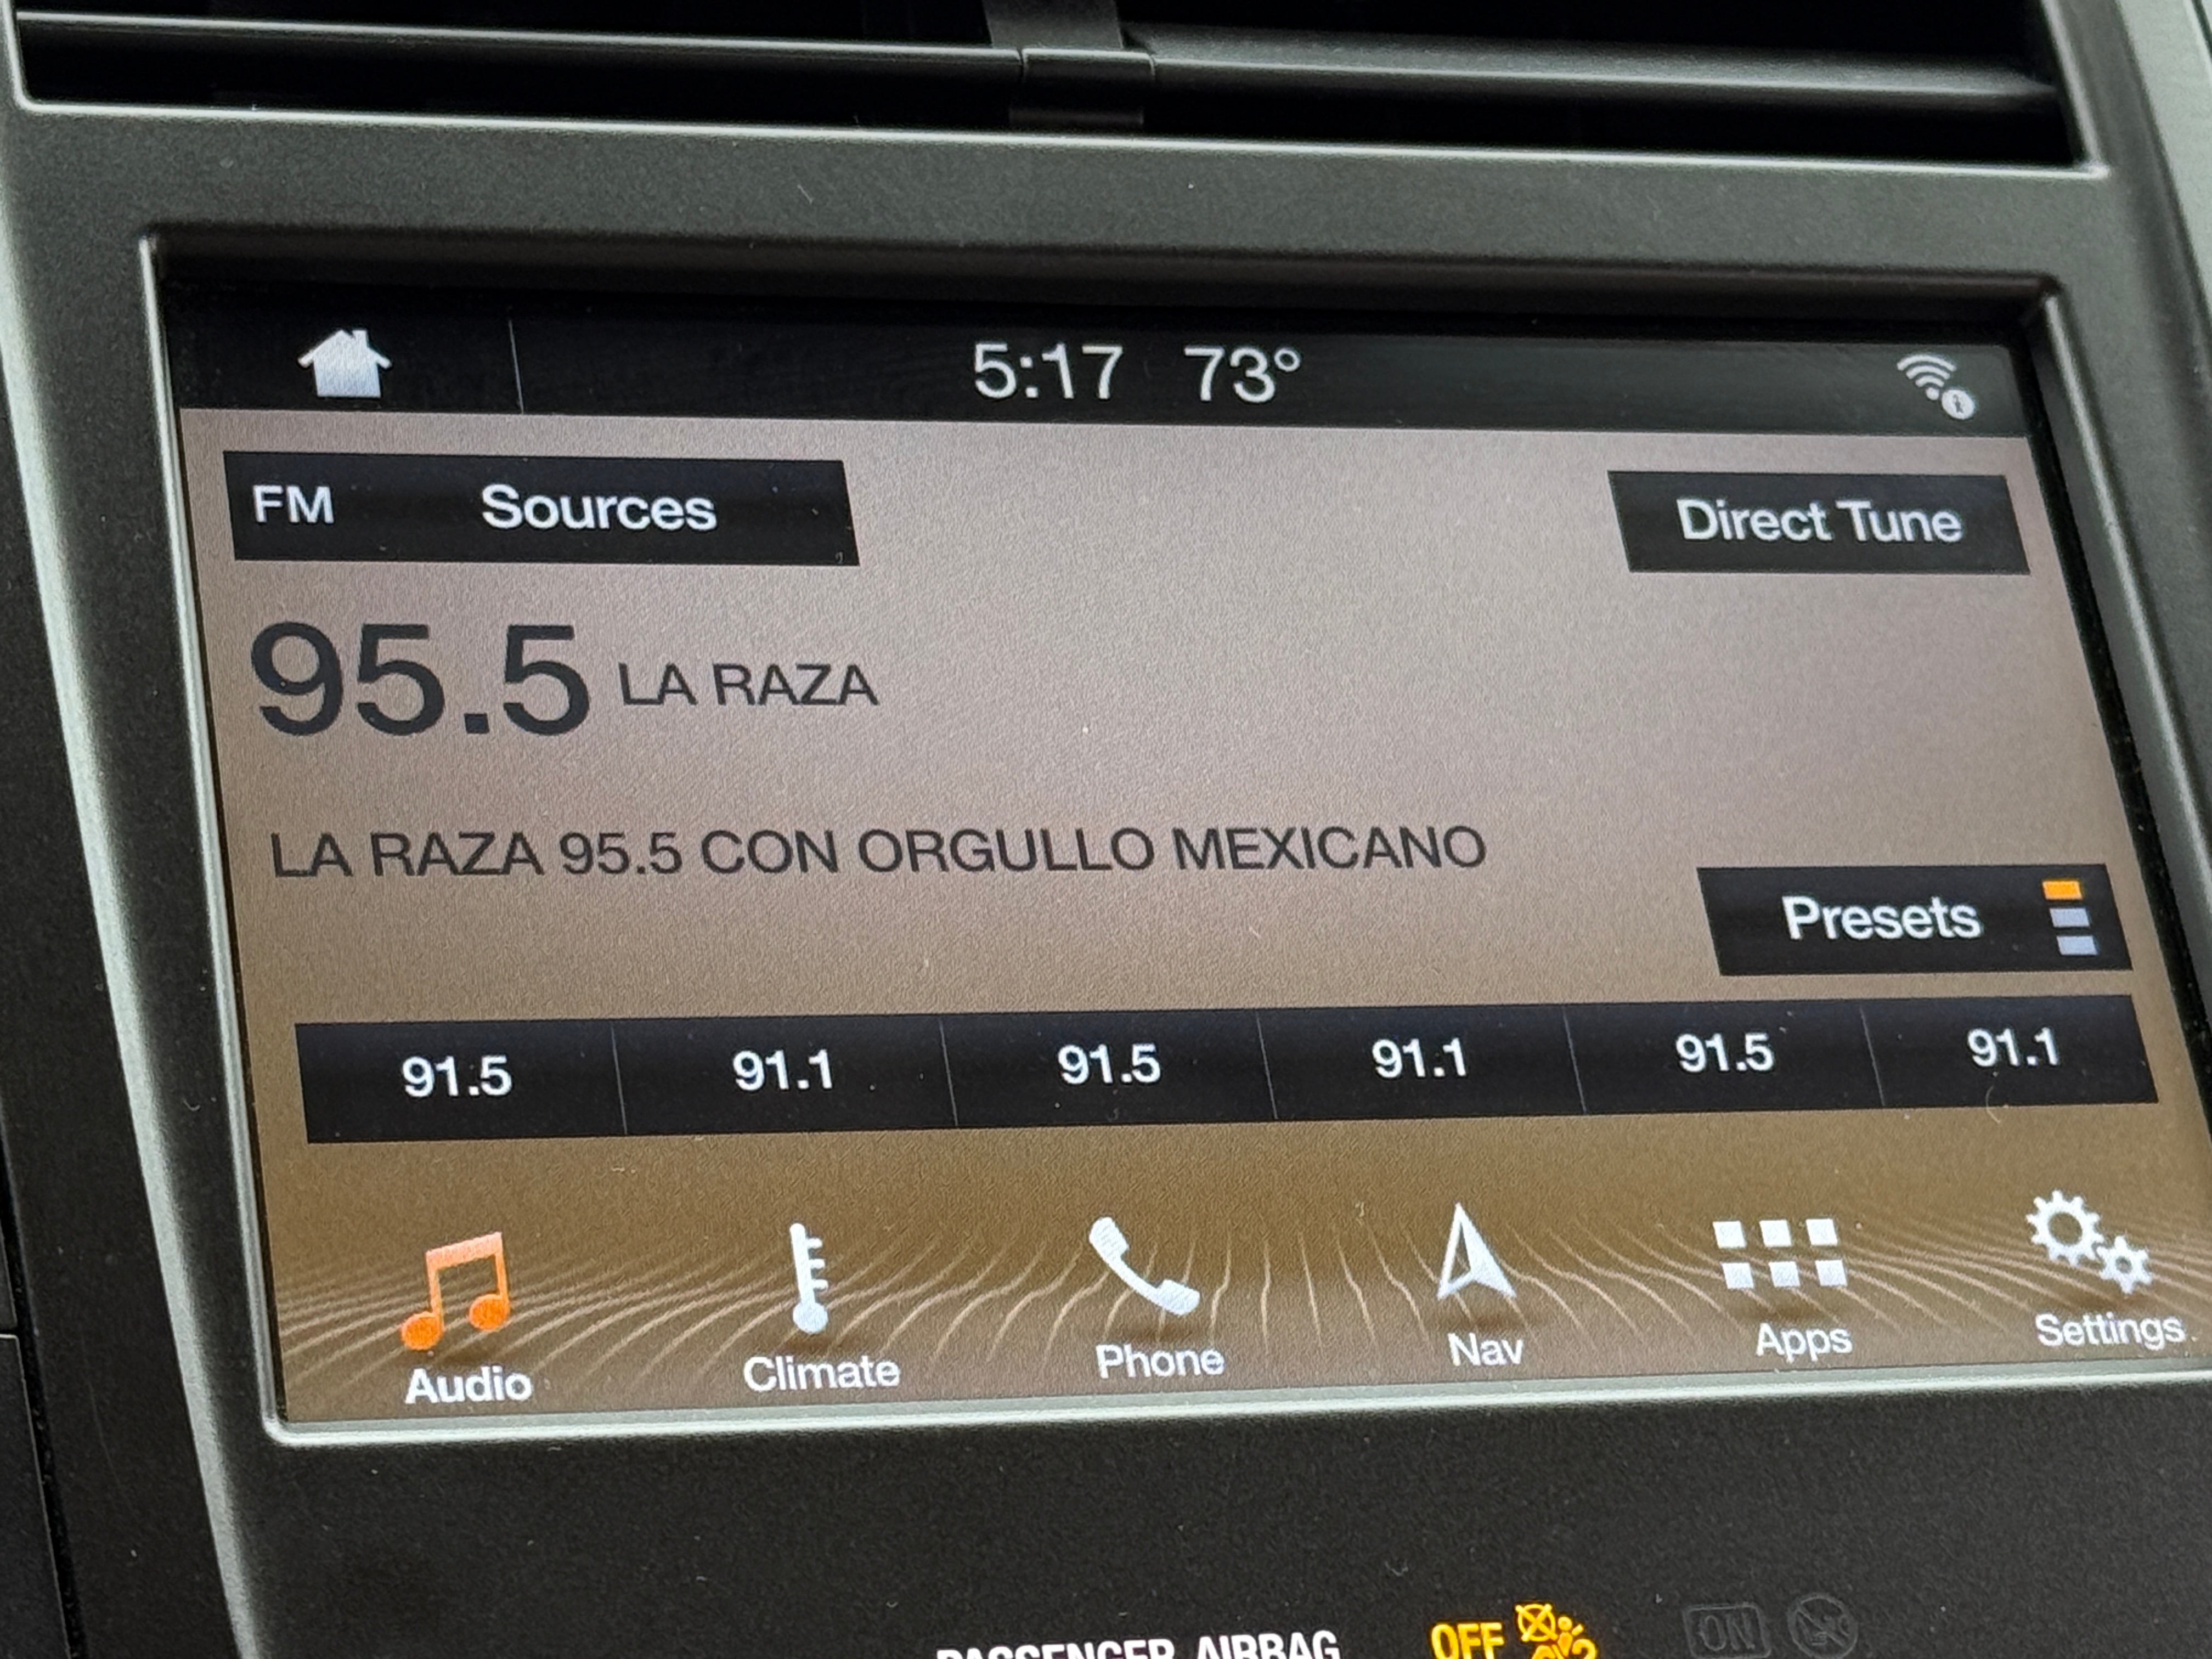 5:17 73°
FM Sources
Direct Tune
95.5 LA RAZA
LA RAZA 95.5 CON ORGULLO MEXICANO
Presets
91.5 91.1 91.5 91.1 91.5 91.1
Audio Climate Phone Nav Apps Settings
PASSENGER AIRBAG OFF ON